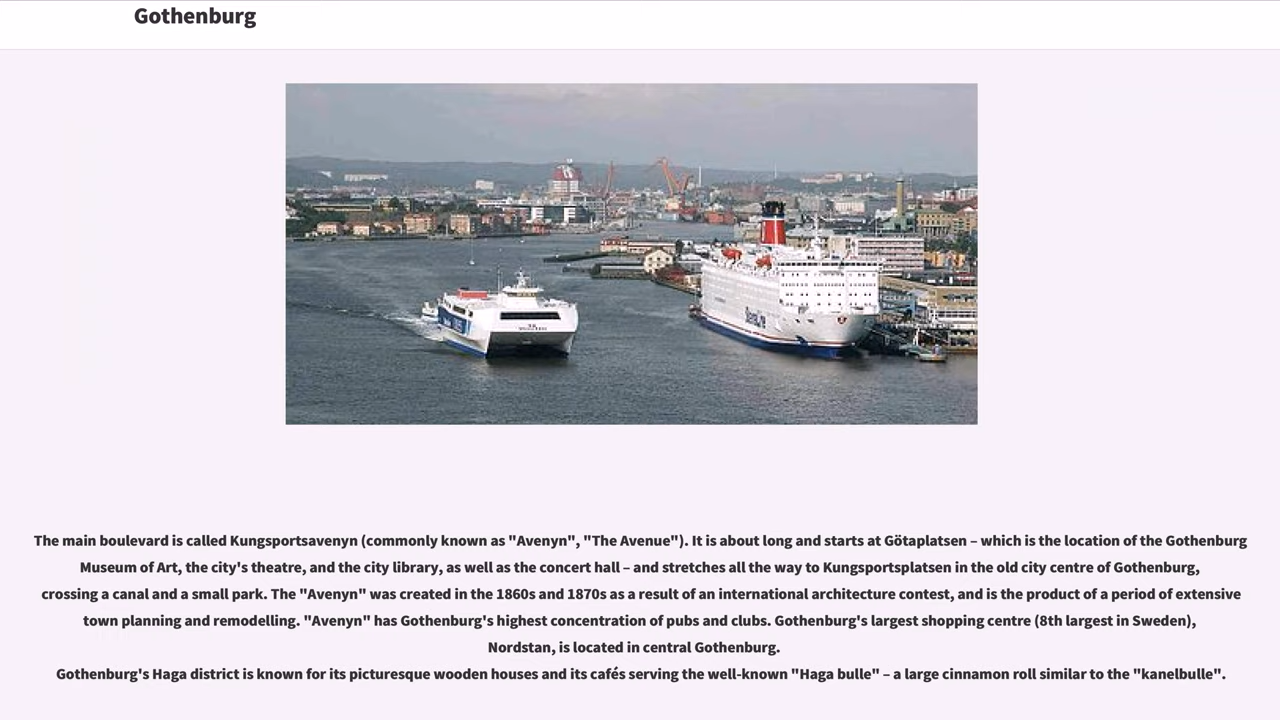 Gothenburg
The main boulevard is called Kungsportsavenyn (commonly known as "Avenyn", "The Avenue"). It is about long and starts at Götaplatsen – which is the location of the Gothenburg
Museum of Art, the city's theatre, and the city library, as well as the concert hall – and stretches all the way to Kungsportsplatsen in the old city centre of Gothenburg,
crossing a canal and a small park. The "Avenyn" was created in the 1860s and 1870s as a result of an international architecture contest, and is the product of a period of extensive
town planning and remodelling. "Avenyn" has Gothenburg's highest concentration of pubs and clubs. Gothenburg's largest shopping centre (8th largest in Sweden),
Nordstan, is located in central Gothenburg.
Gothenburg's Haga district is known for its picturesque wooden houses and its cafés serving the well-known "Haga bulle" – a large cinnamon roll similar to the "kanelbulle".